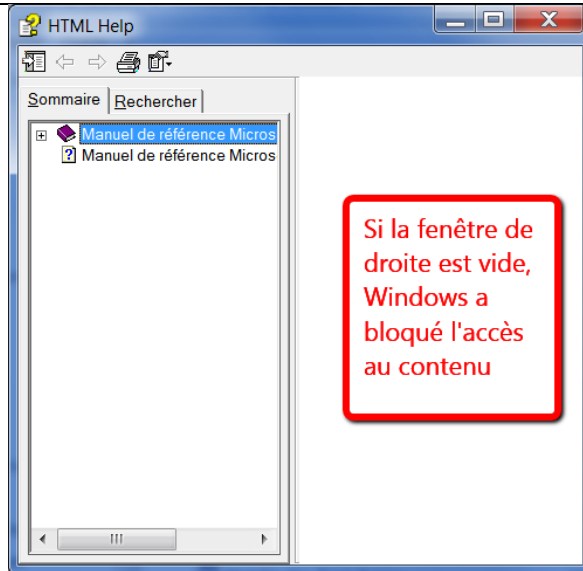 HTML Help
Sommaire Rechercher
Manuel de référence Micros
Manuel de référence Micros
Si la fenêtre de
droite est vide,
Windows a
bloqué l'accès
au contenu